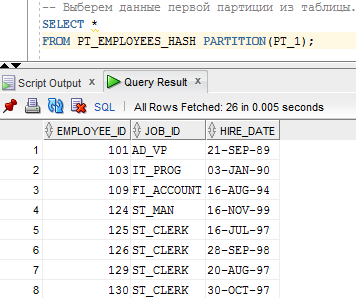 -- Выберем данные первой партиции из таблицы.
SELECT *
FROM PT_EMPLOYEES_HASH PARTITION(PT_1);
Script Output × Query Result ×
SQL | All Rows Fetched: 26 in 0.005 seconds
EMPLOYEE_ID JOB_ID HIRE_DATE
1 101 AD_VP 21-SEP-89
2 103 IT_PROG 03-JAN-90
3 109 FI_ACCOUNT 16-AUG-94
4 124 ST_MAN 16-NOV-99
5 125 ST_CLERK 16-JUL-97
6 126 ST_CLERK 28-SEP-98
7 129 ST_CLERK 20-AUG-97
8 130 ST_CLERK 30-OCT-97